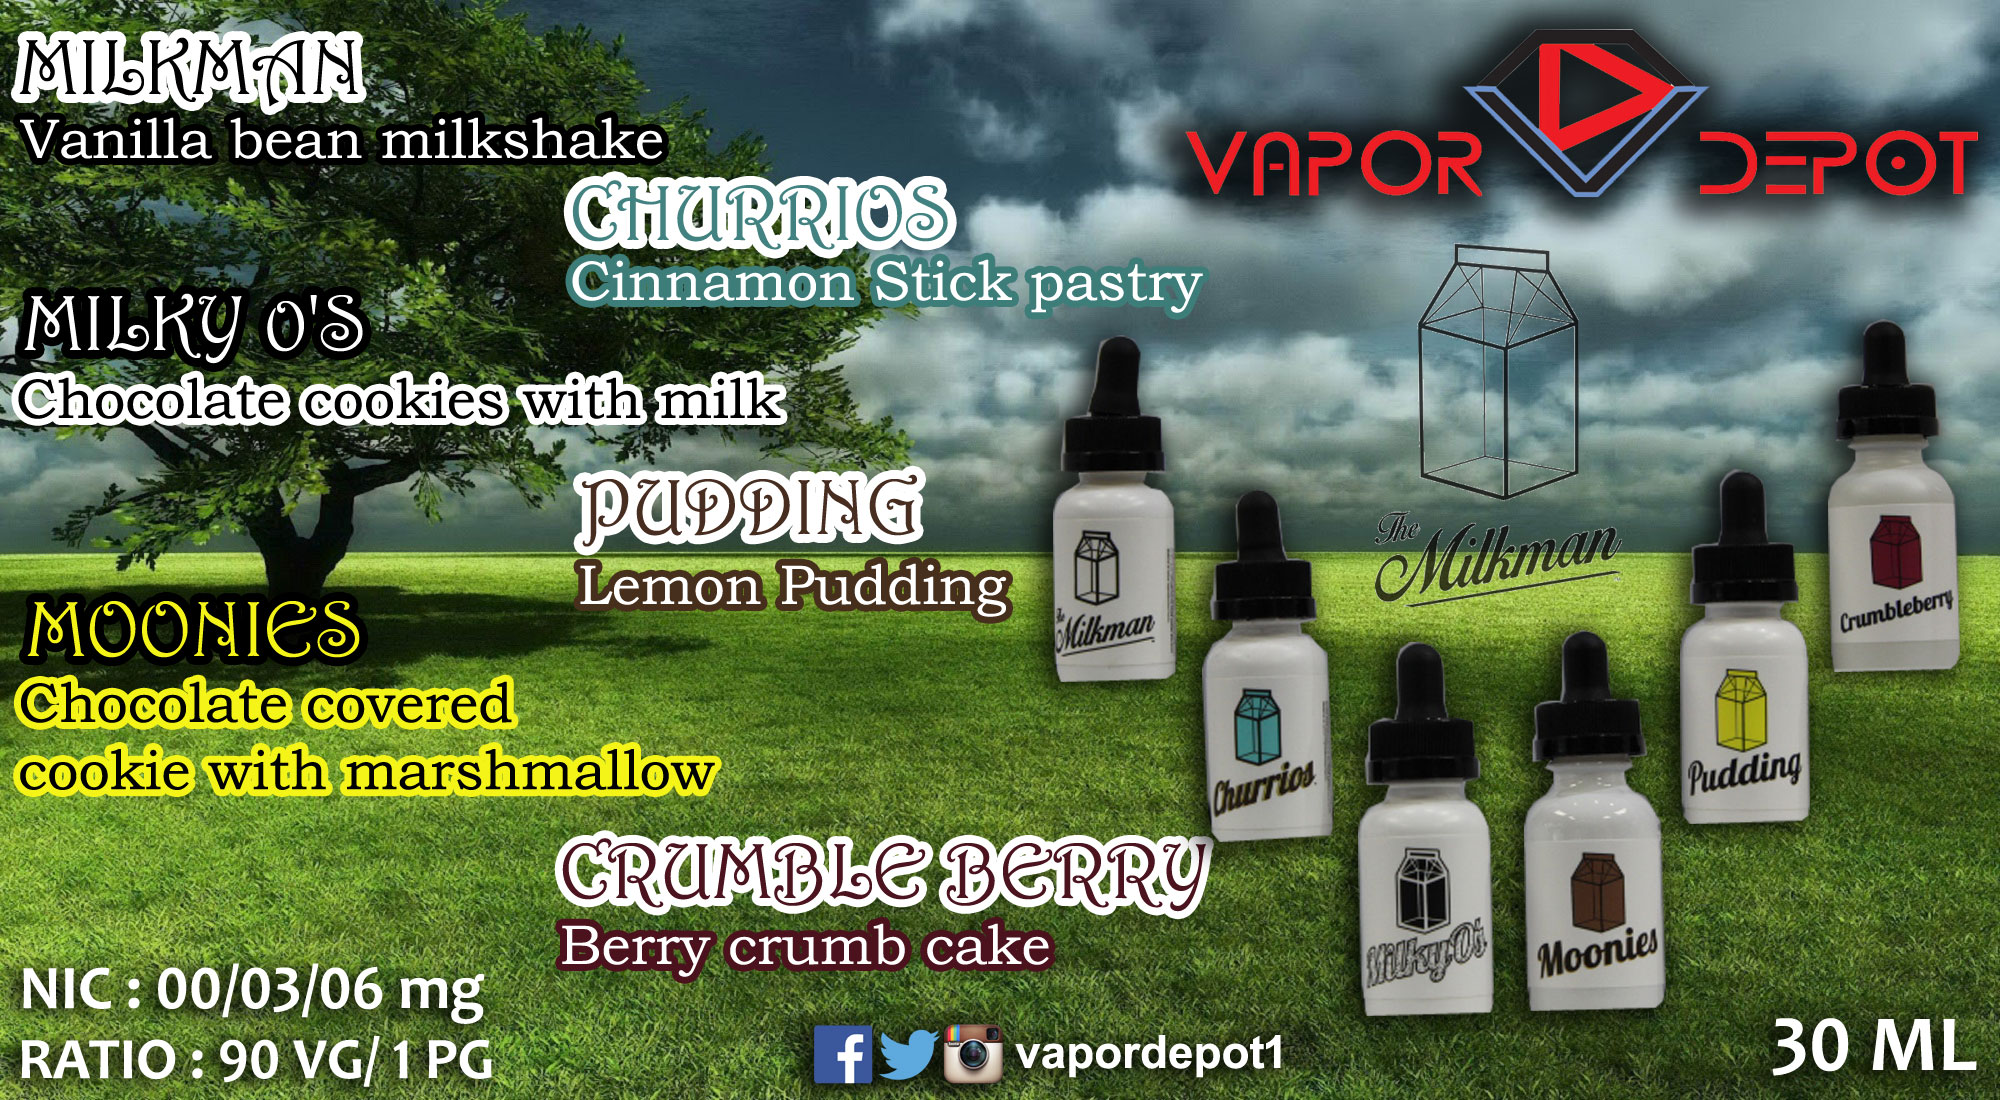 MILKMAN
Vanilla bean milkshake
VAPOR DEPOT
CHURRIOS
Cinnamon Stick pastry
MILKY O'S
Chocolate cookies with milk
PUDDING
Lemon Pudding
MOONIES
Chocolate covered
cookie with marshmallow
CRUMBLE BERRY
Berry crumb cake
NIC : 00/03/06 mg
RATIO : 90 VG/ 1 PG
The
Milkman
The
Milkman
Churrios
Milky O's
Moonies
Pudding
Crumbleberry
f
vapordepot1
30 ML